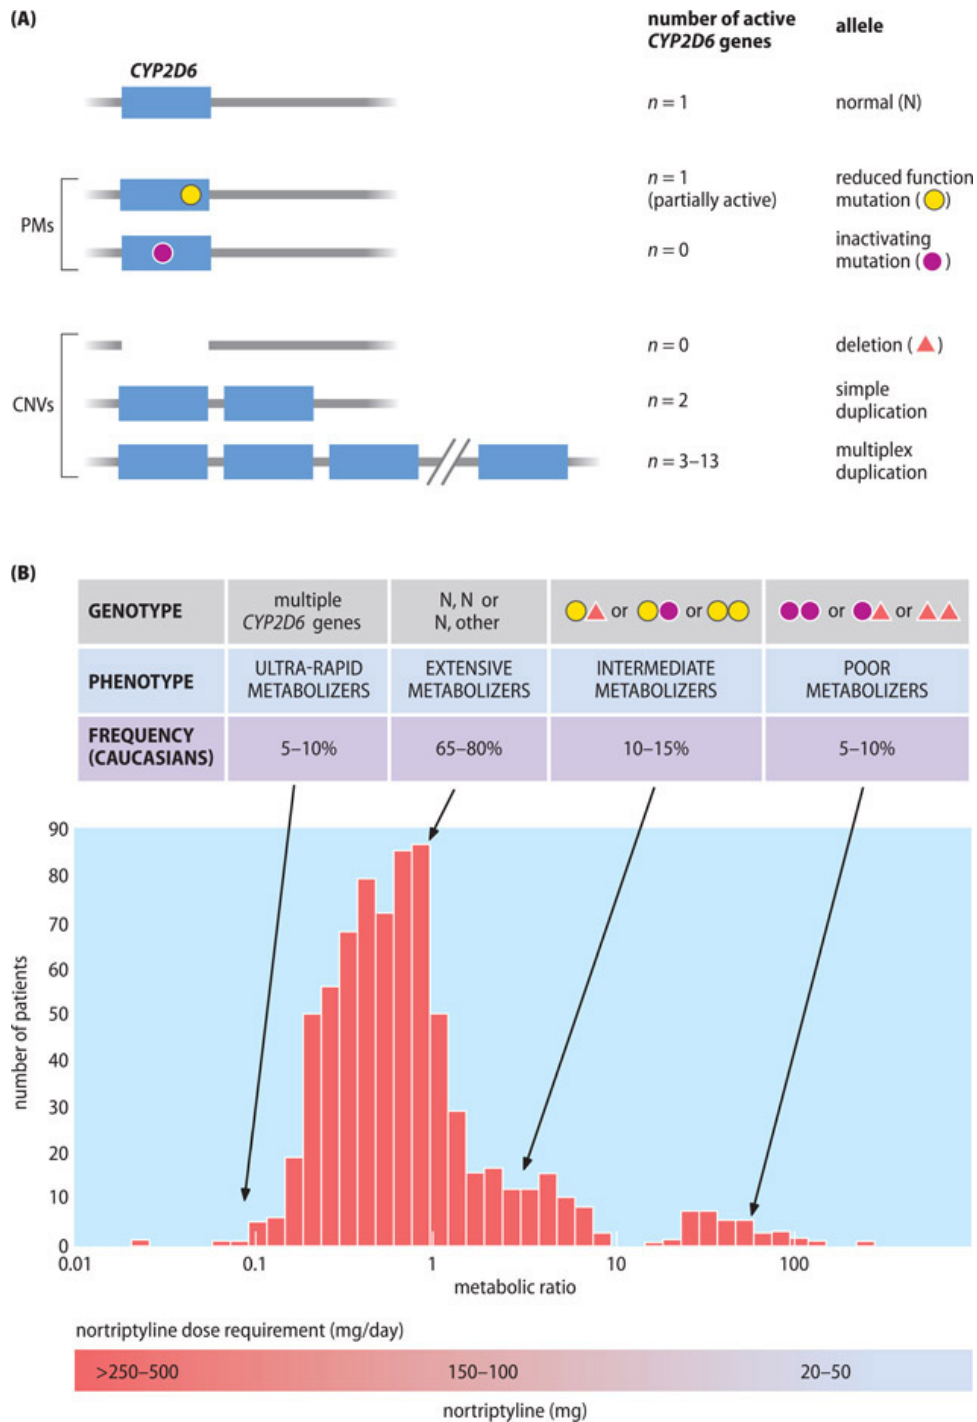 (A)
number of active
CYP2D6 genes
allele
CYP2D6
n = 1
normal (N)
PMs
n = 1
(partially active)
reduced function
mutation ( )
n = 0
inactivating
mutation ( )
CNVs
n = 0
deletion ( )
n = 2
simple
duplication
n = 3–13
multiplex
duplication
(B)
GENOTYPE
multiple
CYP2D6 genes
N, N or
N, other
or or
or or
PHENOTYPE
ULTRA-RAPID
METABOLIZERS
EXTENSIVE
METABOLIZERS
INTERMEDIATE
METABOLIZERS
POOR
METABOLIZERS
FREQUENCY
(CAUCASIANS)
5–10%
65–80%
10–15%
5–10%
90
80
70
60
50
40
30
20
10
0
number of patients
0.01 0.1 1 10 100
metabolic ratio
nortriptyline dose requirement (mg/day)
>250–500 150–100 20–50
nortriptyline (mg)